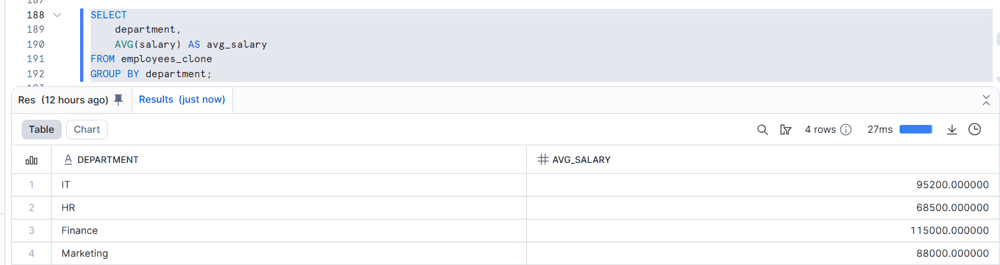 188 SELECT
189 department,
190 AVG(salary) AS avg_salary
191 FROM employees_clone
192 GROUP BY department;
Res (12 hours ago) Results (just now)
Table Chart 4 rows 27ms
DEPARTMENT AVG_SALARY
1 IT 95200.000000
2 HR 68500.000000
3 Finance 115000.000000
4 Marketing 88000.000000